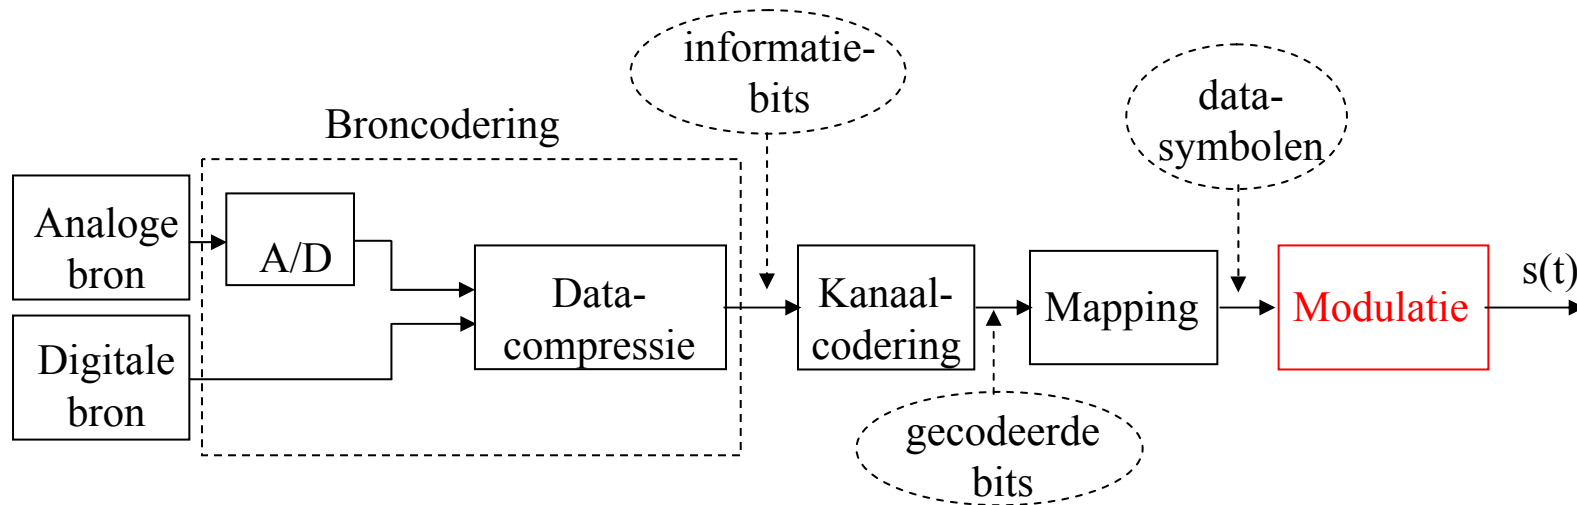 informatie-
bits
data-
symbolen
Broncodering
Analoge
bron
A/D
Data-
compressie
Kanaal-
codering
Mapping
Modulatie
s(t)
Digitale
bron
gecodeerde
bits